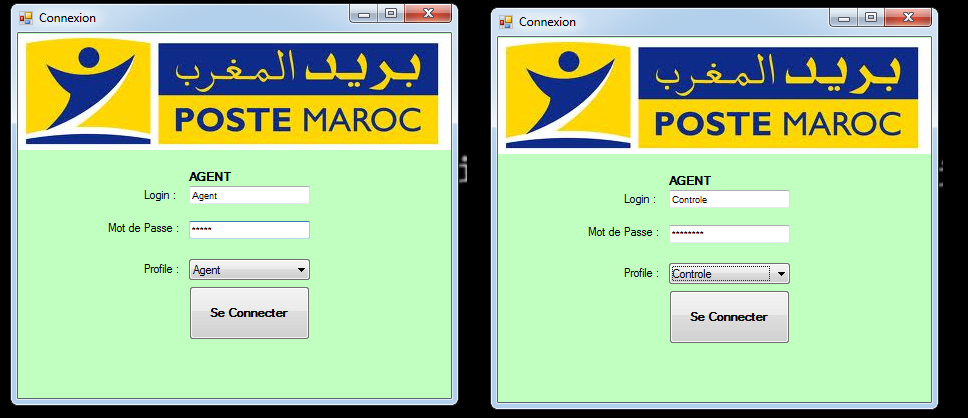 Connexion
بريد المغرب
POSTE MAROC
AGENT
Login : Agent
Mot de Passe : *****
Profile : Agent
Se Connecter
Connexion
بريد المغرب
POSTE MAROC
AGENT
Login : Controle
Mot de Passe : ********
Profile : Controle
Se Connecter